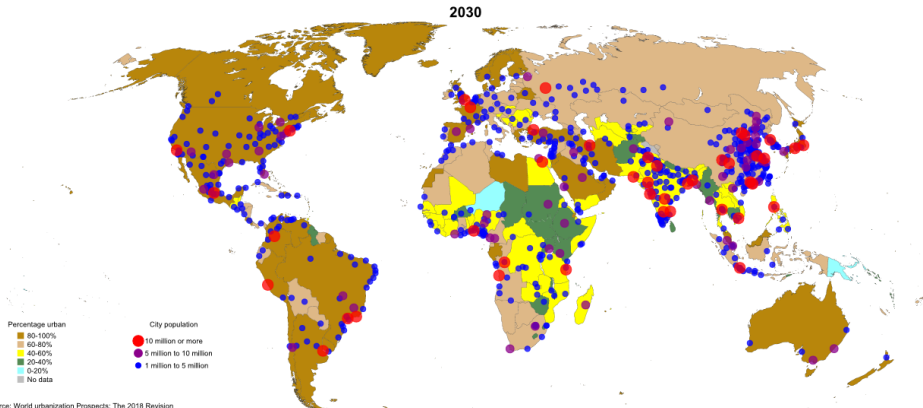 2030
Percentage urban
80-100%
60-80%
40-60%
20-40%
0-20%
No data
City population
10 million or more
5 million to 10 million
1 million to 5 million
rce: World urbanization Prospects: The 2018 Revision